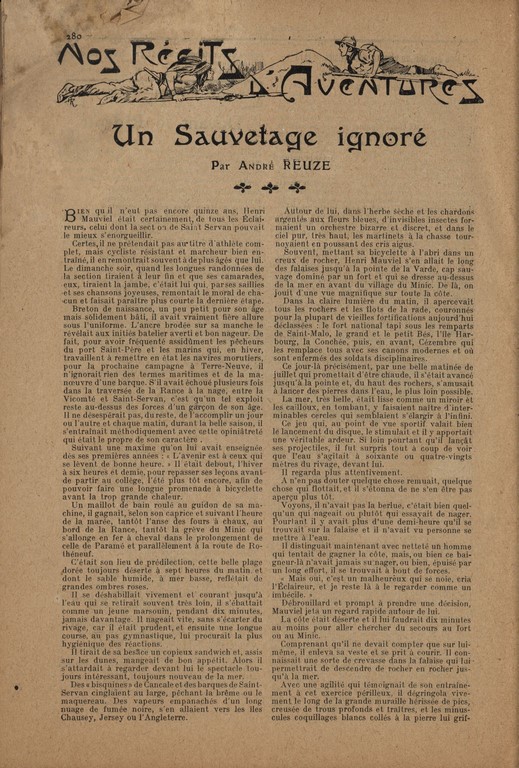 280
Nos Récits
d'Aventures
Un Sauvetage ignoré
Par André REUZE
Bien qu'il n'eut pas encore quinze ans, Henri
Mauviel était certainement, de tous les Éclai-
reurs, celui dont la section de Saint Servan pouvait
le mieux s'enorgueillir.
Certes, il ne prétendait pas au titre d'athlète com-
plet, mais cycliste résistant et marcheur bien en-
traîné, il en remontrait souvent à de plus âgés que lui.
Le dimanche soir, quand les longues randonnées de
la section tiraient à leur fin et que ses camarades,
eux, tiraient la jambe, c'était lui qui, par ses saillies
et ses chansons joyeuses, remontait le moral de cha-
cun et faisait paraître plus courte la dernière étape.
Breton de naissance, un peu petit pour son âge
mais solidement bâti, il avait vraiment fière allure
sous l'uniforme. L'ancre brodée sur sa manche le
révélait aux initiés batelier averti et bon nageur. De
fait, pour avoir fréquenté assidûment les pêcheurs
du port Saint-Père et les marins qui, en hiver,
travaillent à remettre en état les navires morutiers,
pour la prochaine campagne à Terre-Neuve, il
n'ignorait rien des termes maritimes et de la ma-
nœuvre d'une barque. S'il avait échoué plusieurs fois
dans la traversée de la Rance à la nage, entre la
Vicomté et Saint-Servan, c'est qu'un tel exploit
reste au-dessus des forces d'un garçon de son âge.
Il ne désespérait pas, du reste, de l'accomplir un jour
ou l'autre et chaque matin, durant la belle saison, il
s'entraînait méthodiquement avec cette opiniâtreté
qui était le propre de son caractère.
Suivant une maxime qu'on lui avait enseignée
dès ses premières années : « L'avenir est à ceux qui
se lèvent de bonne heure. » Il était debout, l'hiver
à six heures et demie, pour repasser ses leçons avant
de partir au collège, l'été plus tôt encore, afin de
pouvoir faire une longue promenade à bicyclette
avant la trop grande chaleur.
Un maillot de bain roulé au guidon de sa ma-
chine, il gagnait, selon son caprice et suivant l'heure
de la marée, tantôt l'anse des fours à chaux, au
bord de la Rance, tantôt la grève du Minic qui
s'allonge en fer à cheval dans le prolongement de
celle de Paramé et parallèlement à la route de Ro-
théneuf.
C'était son lieu de prédilection, cette belle plage
dorée toujours déserte à sept heures du matin et
dont le sable humide, à mer basse, reflétait de
grandes ombres roses.
Il se déshabillait vivement et courant jusqu'à
l'eau qui se retirait souvent très loin, il s'ébattait
comme un jeune marsouin, pendant dix minutes,
jamais davantage. Il nageait vite, sans s'écarter du
rivage, car il était prudent, et ensuite une longue
course, au pas gymnastique, lui procurait la plus
hygiénique des réactions.
Il tirait de sa besace un copieux sandwich et, assis
sur les dunes, mangeait de bon appétit. Alors il
s'attardait à regarder devant lui le spectacle tou-
jours intéressant, toujours nouveau de la mer.
Des « bisquines » de Cancale et des barques de Saint-
Servan cinglaient au large, pêchant la brême ou le
maquereau. Des vapeurs empanachés d'un long
nuage de fumée noire, s'en allaient vers les îles
Chausey, Jersey ou l'Angleterre.
Autour de lui, dans l'herbe sèche et les chardons
argentés aux fleurs bleues, d'invisibles insectes for-
maient un orchestre bizarre et discret, et dans le
ciel pur, très haut, les martinets à la chasse tour-
noyaient en poussant des cris aigus.
Souvent, mettant sa bicyclette à l'abri dans un
creux de rocher, Henri Mauviel s'en allait le long
des falaises jusqu'à la pointe de la Varde, cap sau-
vage dominé par un fort et qui se dresse au-dessus
de la mer en avant du village du Minic. De là, on
jouit d'une vue magnifique sur toute la côte.
Dans la claire lumière du matin, il apercevait
tous les rochers et les îlots de la rade, couronnés
pour la plupart de vieilles fortifications aujourd'hui
déclassées : le fort national tapi sous les remparts
de Saint-Malo, le grand et le petit Bés, l'île Har-
bourg, la Conchée, puis, en avant, Cézembre qui
les remplace tous avec ses canons modernes et où
sont enfermés des soldats disciplinaires.
Ce jour-là précisément, par une belle matinée de
juillet qui promettait d'être chaude, il s'était avancé
jusqu'à la pointe et, du haut des rochers, s'amusait
à lancer des pierres dans l'eau, le plus loin possible.
La mer, très belle, était lisse comme un miroir et
les cailloux, en tombant, y faisaient naître d'inter-
minables cercles qui semblaient s'élargir à l'infini.
Ce jeu qui, au point de vue sportif valait bien
le lancement du disque, le stimulait et il y apportait
une véritable ardeur. Si loin pourtant qu'il lançât
ses projectiles, il fut surpris tout à coup de voir
que l'eau s'agitait à soixante ou quatre-vingts
mètres du rivage, devant lui.
Il regarda plus attentivement.
A n'en pas douter quelque chose remuait, quelque
chose qui flottait, et il s'étonna de ne s'en être pas
aperçu plus tôt.
Voyons, il n'avait pas la berlue, c'était bien quel-
qu'un qui nageait ou plutôt qui essayait de nager.
Pourtant il y avait plus d'une demi-heure qu'il se
trouvait sur la falaise et il n'avait vu personne se
mettre à l'eau.
Il distinguait maintenant avec netteté un homme
qui tentait de gagner la côte, mais, ou bien ce bai-
gneur-là n'avait jamais su nager, ou bien, épuisé par
un long effort, il se trouvait à bout de forces.
« Mais oui, c'est un malheureux qui se noie, cria
l'Éclaireur, et je reste là à le regarder comme un
imbécile. »
Débrouillard et prompt à prendre une décision,
Mauviel jeta un regard rapide autour de lui.
La côte était déserte et il lui faudrait dix minutes
au moins pour aller chercher du secours au fort
ou au Minic.
Comprenant qu'il ne devait compter que sur lui-
même, il enleva sa veste et se prit à courir. Il con-
naissait une sorte de crevasse dans la falaise qui lui
permettrait de descendre de rocher en rocher jus-
qu'à la mer.
Avec une agilité qui témoignait de son entraîne-
ment à cet exercice périlleux, il dégringola vive-
ment le long de la grande muraille hérissée de pics,
creusée de trous profonds et traîtres, et les minus-
cules coquillages blancs collés à la pierre lui grif-